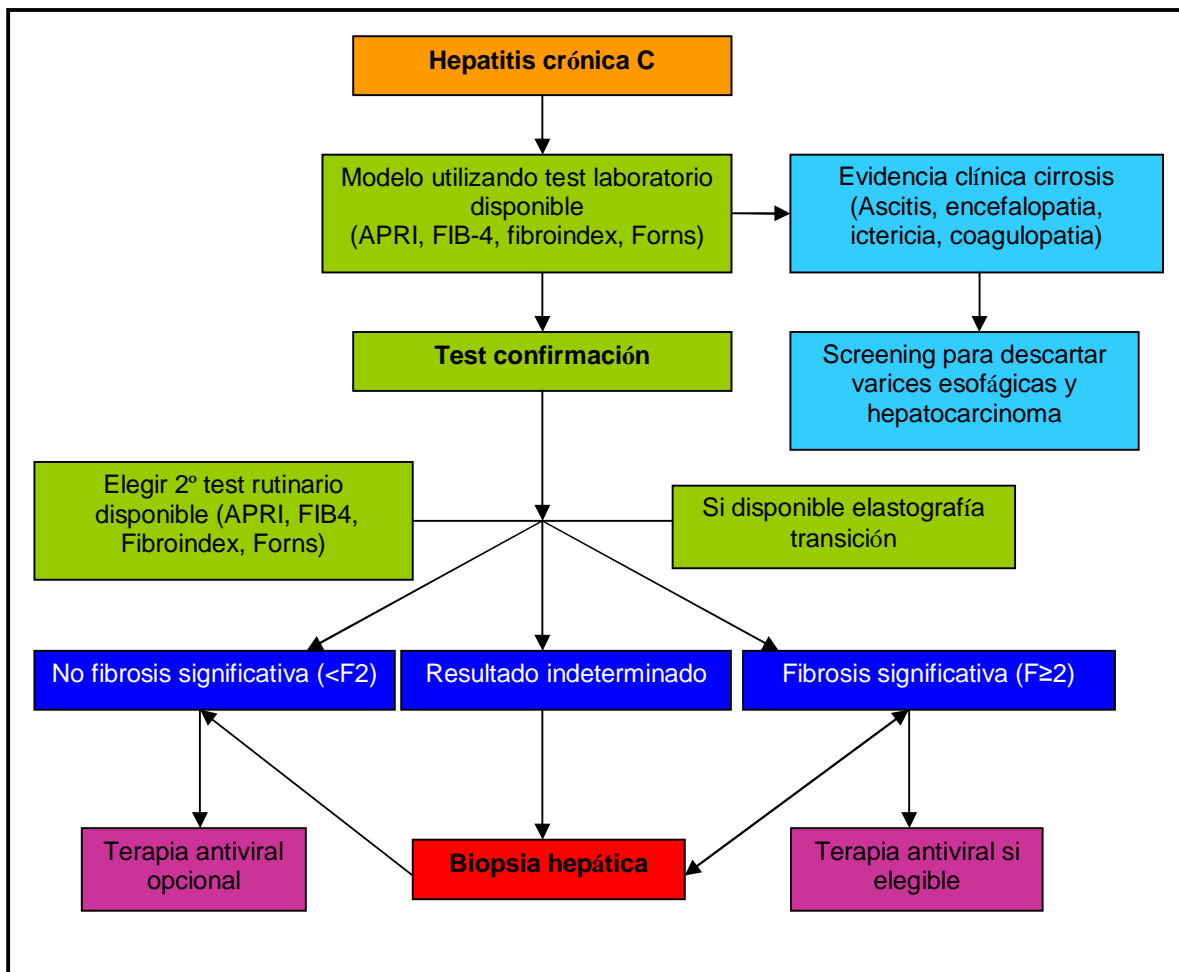 Hepatitis crónica C
Modelo utilizando test laboratorio
disponible
(APRI, FIB-4, fibroindex, Forns)
Evidencia clínica cirrosis
(Ascitis, encefalopatia,
ictericia, coagulopatia)
Test confirmación
Screening para descartar
varices esofágicas y
hepatocarcinoma
Elegir 2º test rutinario
disponible (APRI, FIB4,
Fibroindex, Forns)
Si disponible elastografía
transición
No fibrosis significativa (<F2)
Resultado indeterminado
Fibrosis significativa (F≥2)
Terapia antiviral
opcional
Biopsia hepática
Terapia antiviral si
elegible